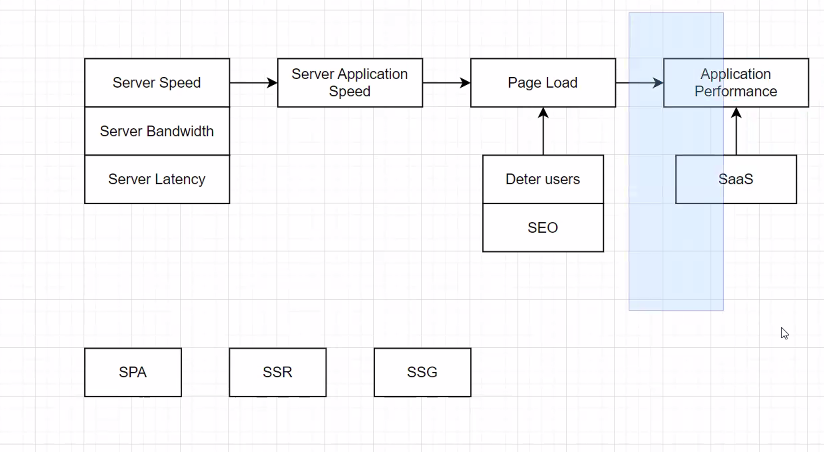 Server Speed
Server Application
Speed
Page Load
Application
Performance
Server Bandwidth
Server Latency
Deter users
SaaS
SEO
SPA
SSR
SSG